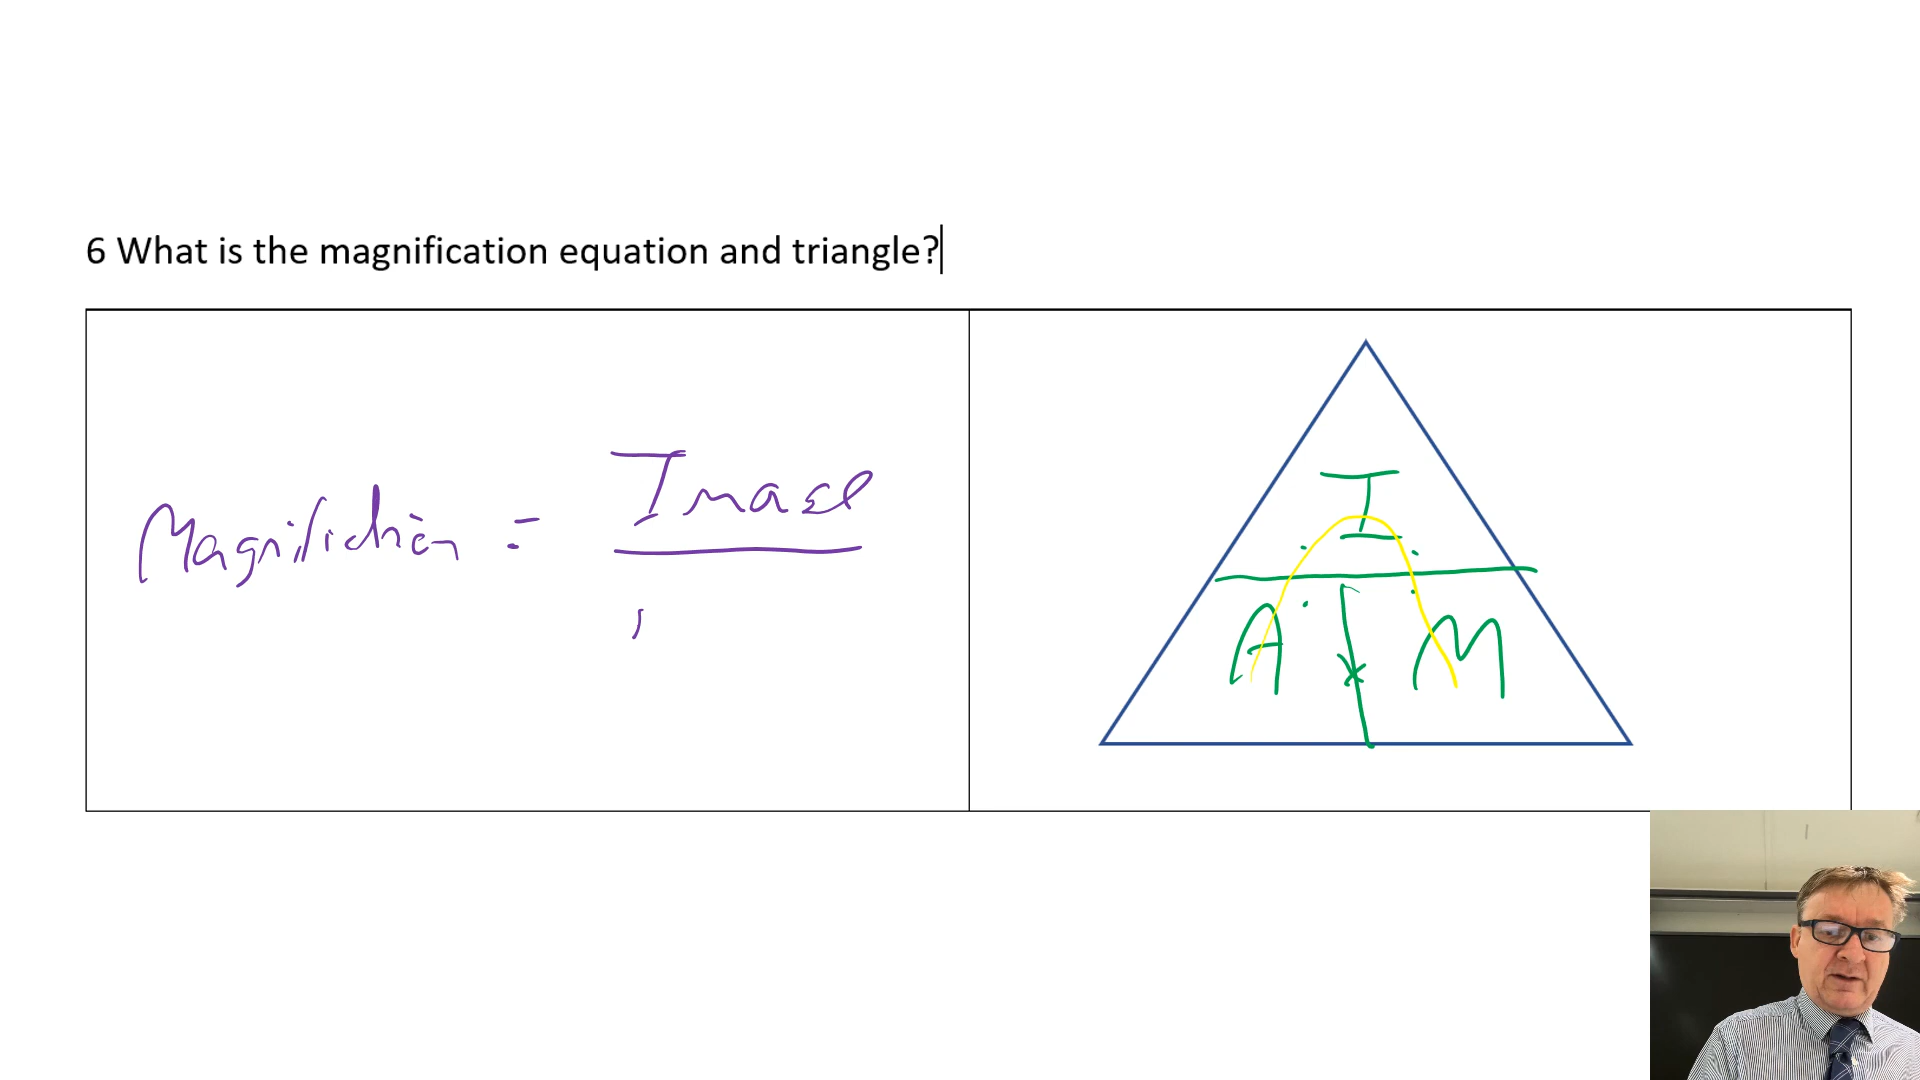 6 What is the magnification equation and triangle?
Magnification = Image
I
A x M